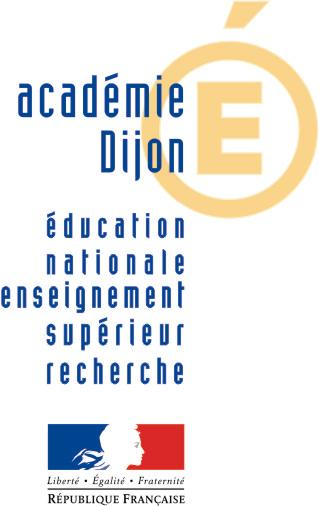 académie
Dijon
É
éducation
nationale
enseignement
supérieur
recherche
Liberté • Égalité • Fraternité
RÉPUBLIQUE FRANÇAISE